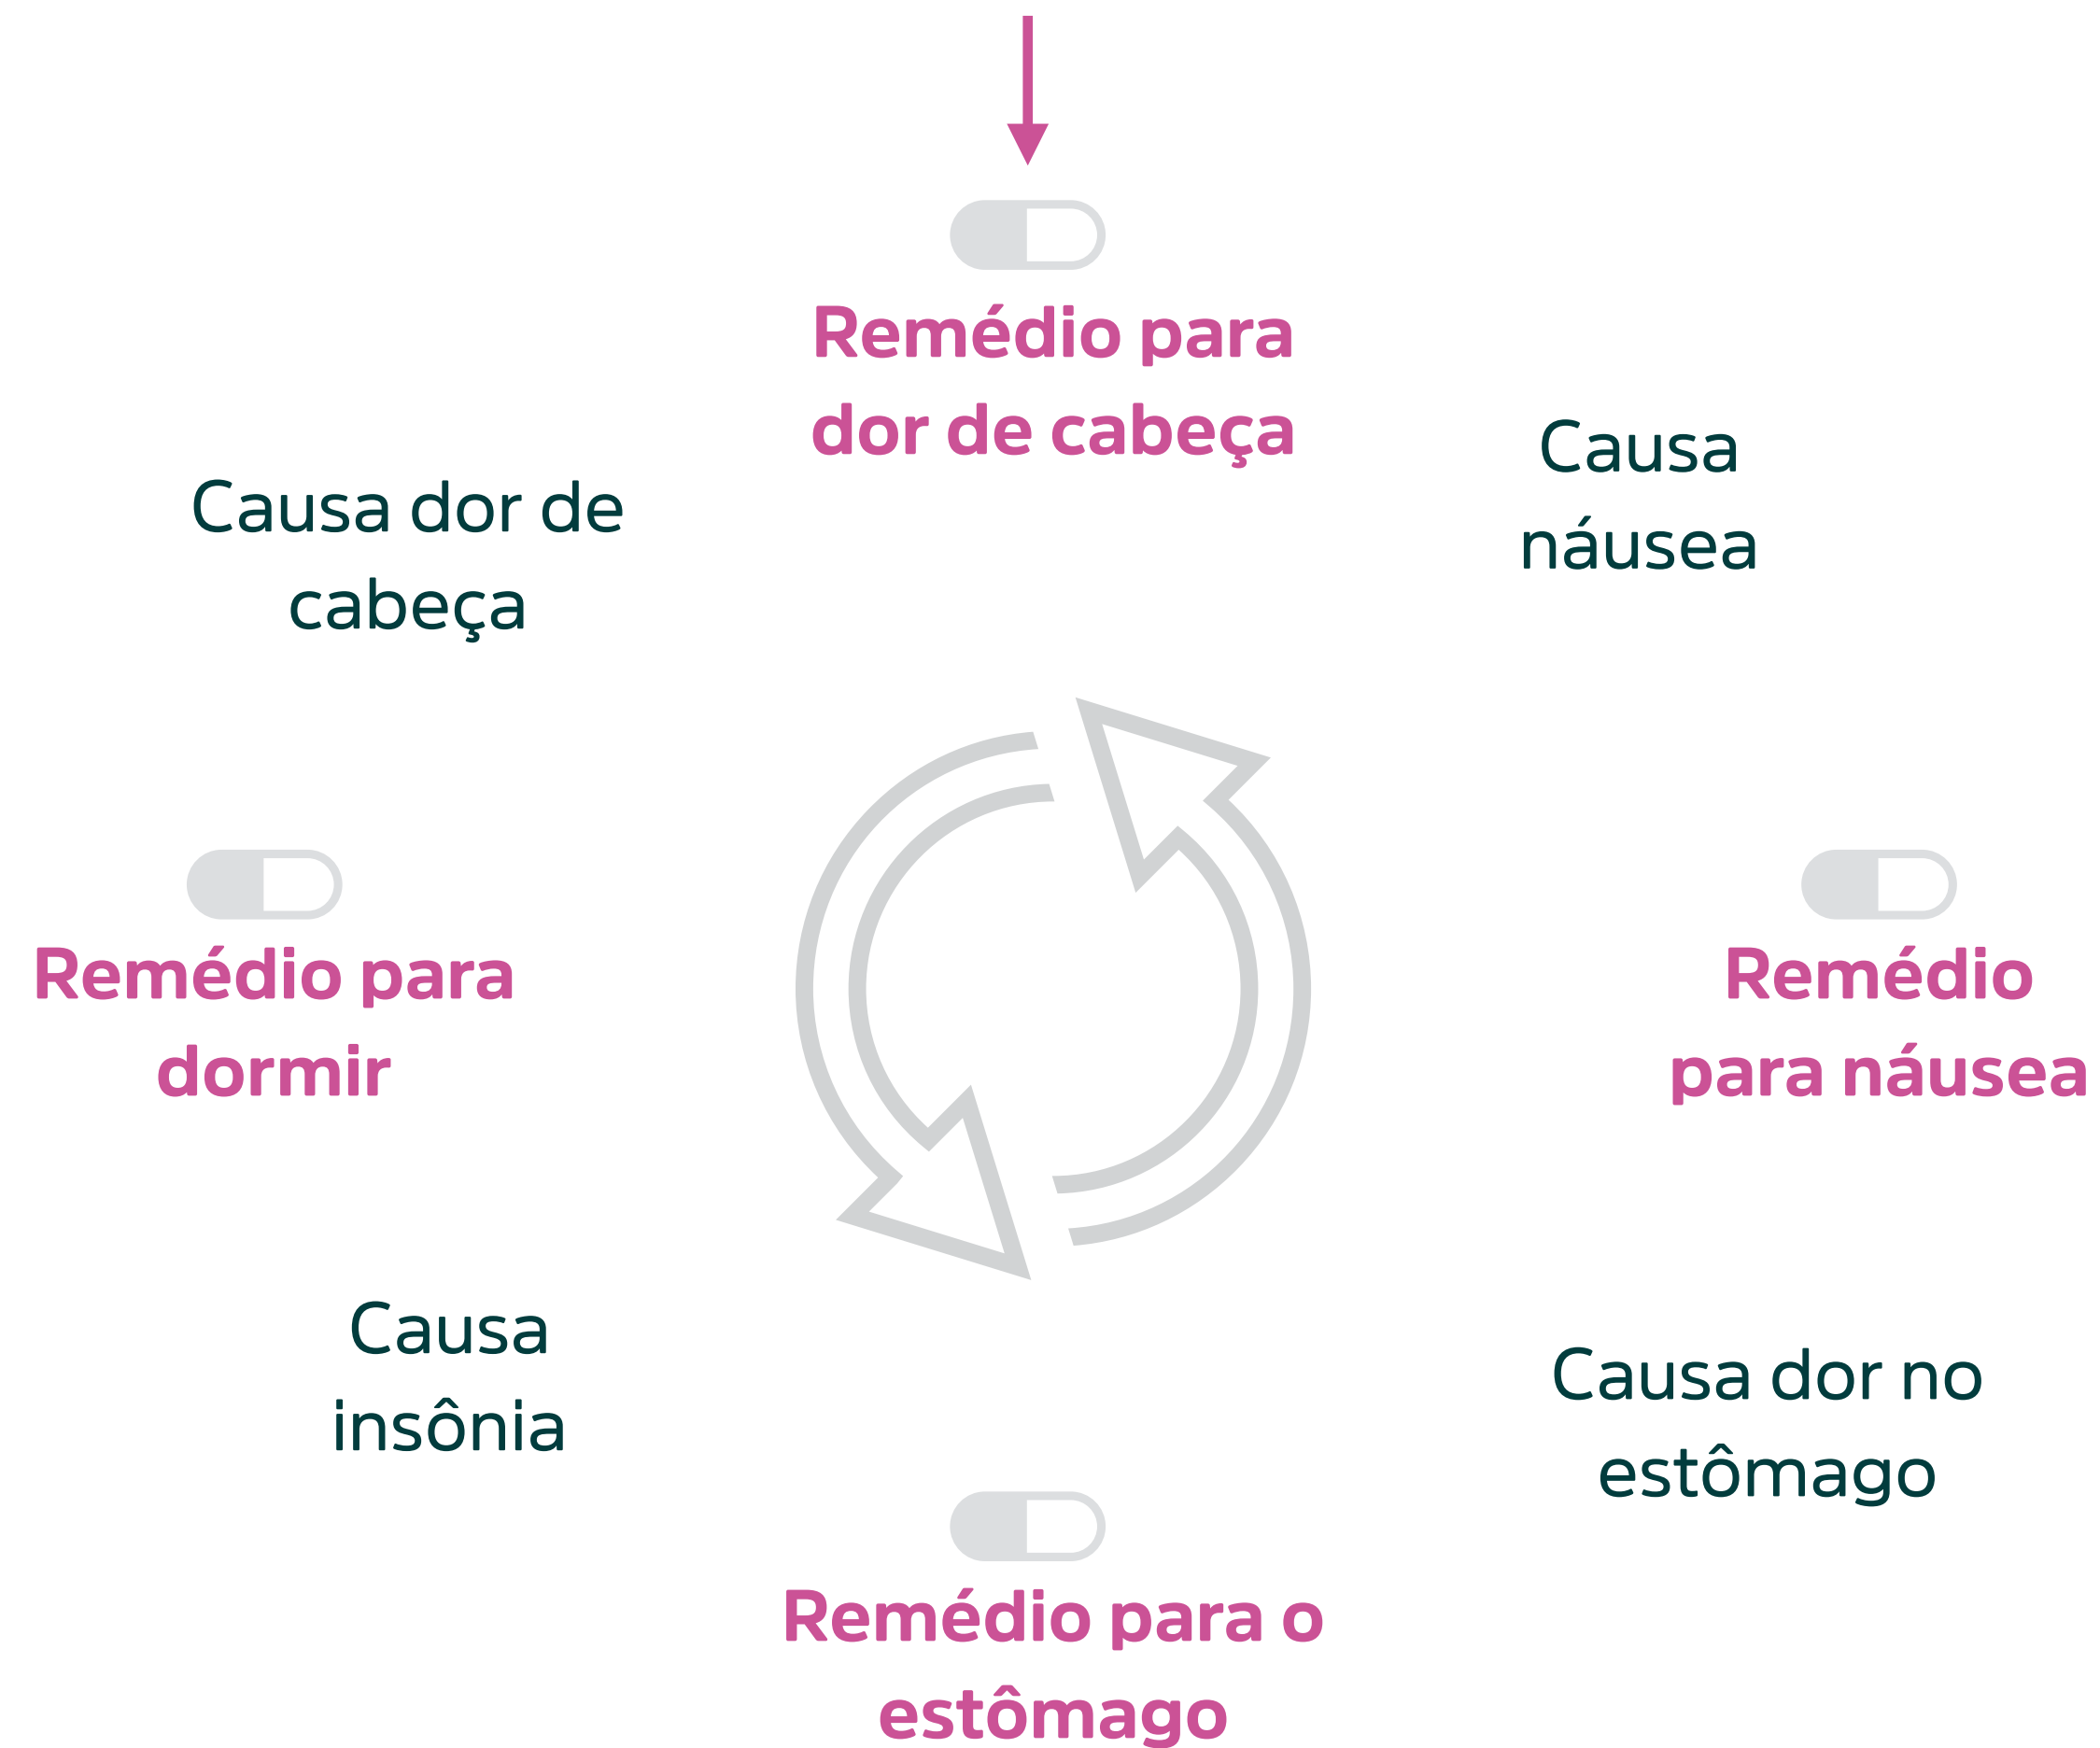 Remédio para
dor de cabeça
Causa
náusea
Remédio
para náusea
Causa dor no
estômago
Remédio para o
estômago
Causa
insônia
Remédio para
dormir
Causa dor de
cabeça